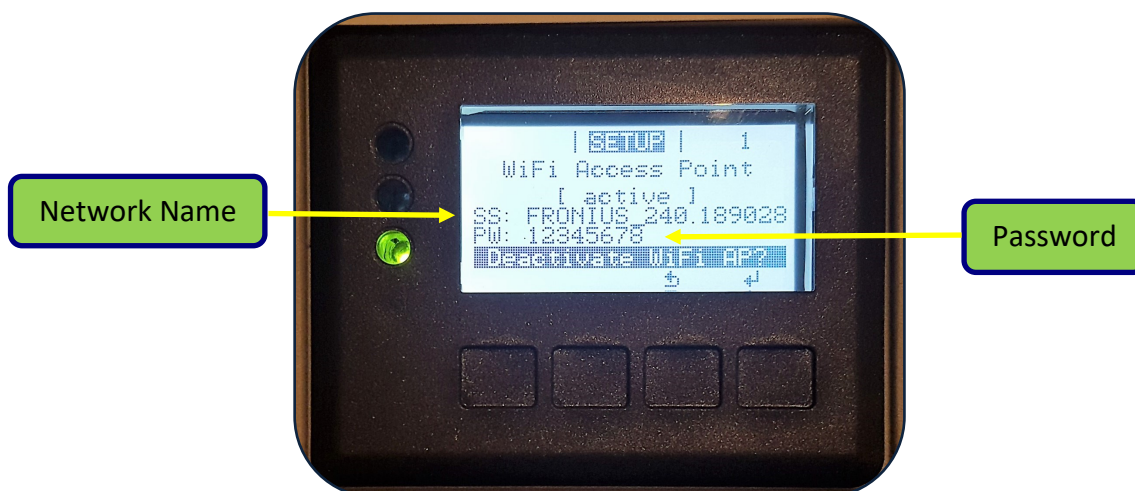 | SETUP | 1
WiFi Access Point
[ active ]
SS: FRONIUS_240.189028
PW: 12345678
Deactivate WiFi AP?
Network Name
Password